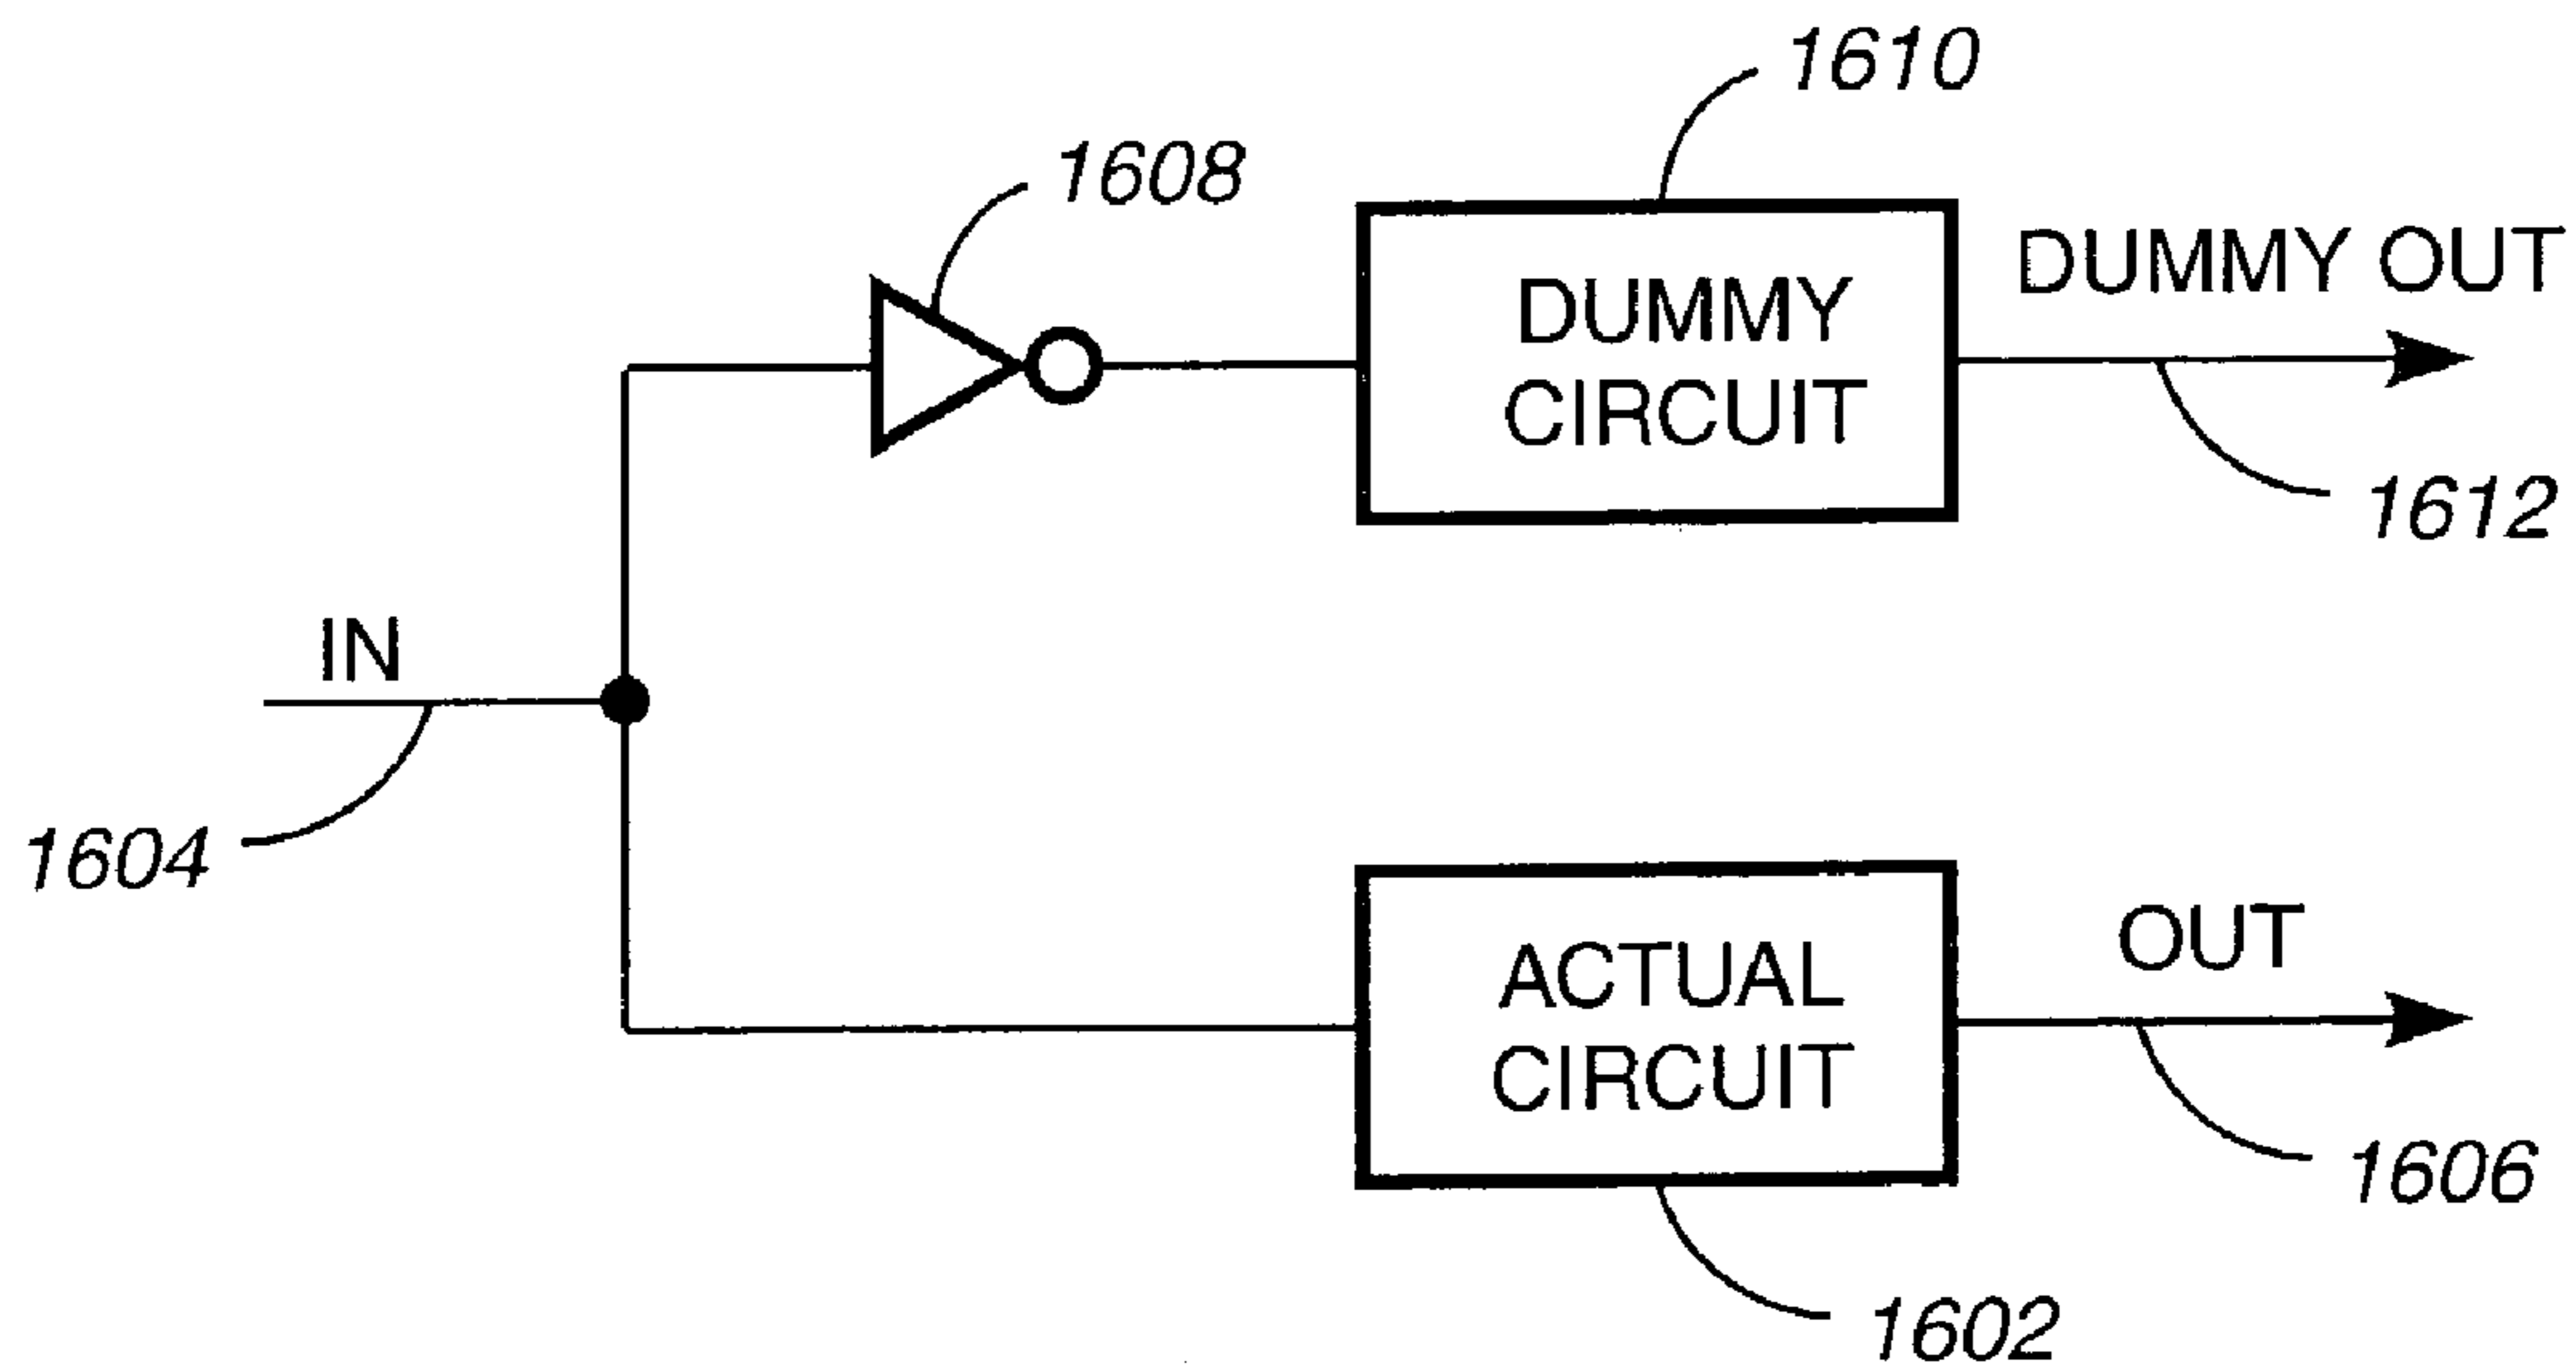 1610
1608
DUMMY OUT
DUMMY
CIRCUIT
1612
IN
1604
OUT
ACTUAL
CIRCUIT
1606
1602